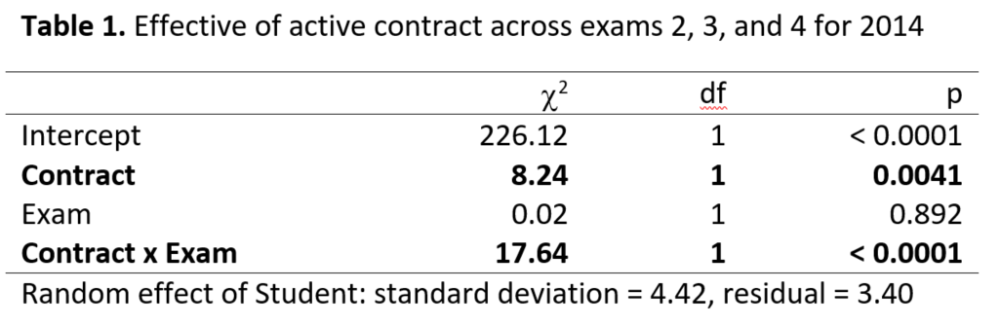 Table 1. Effective of active contract across exams 2, 3, and 4 for 2014
χ² df p
Intercept 226.12 1 < 0.0001
Contract 8.24 1 0.0041
Exam 0.02 1 0.892
Contract x Exam 17.64 1 < 0.0001
Random effect of Student: standard deviation = 4.42, residual = 3.40